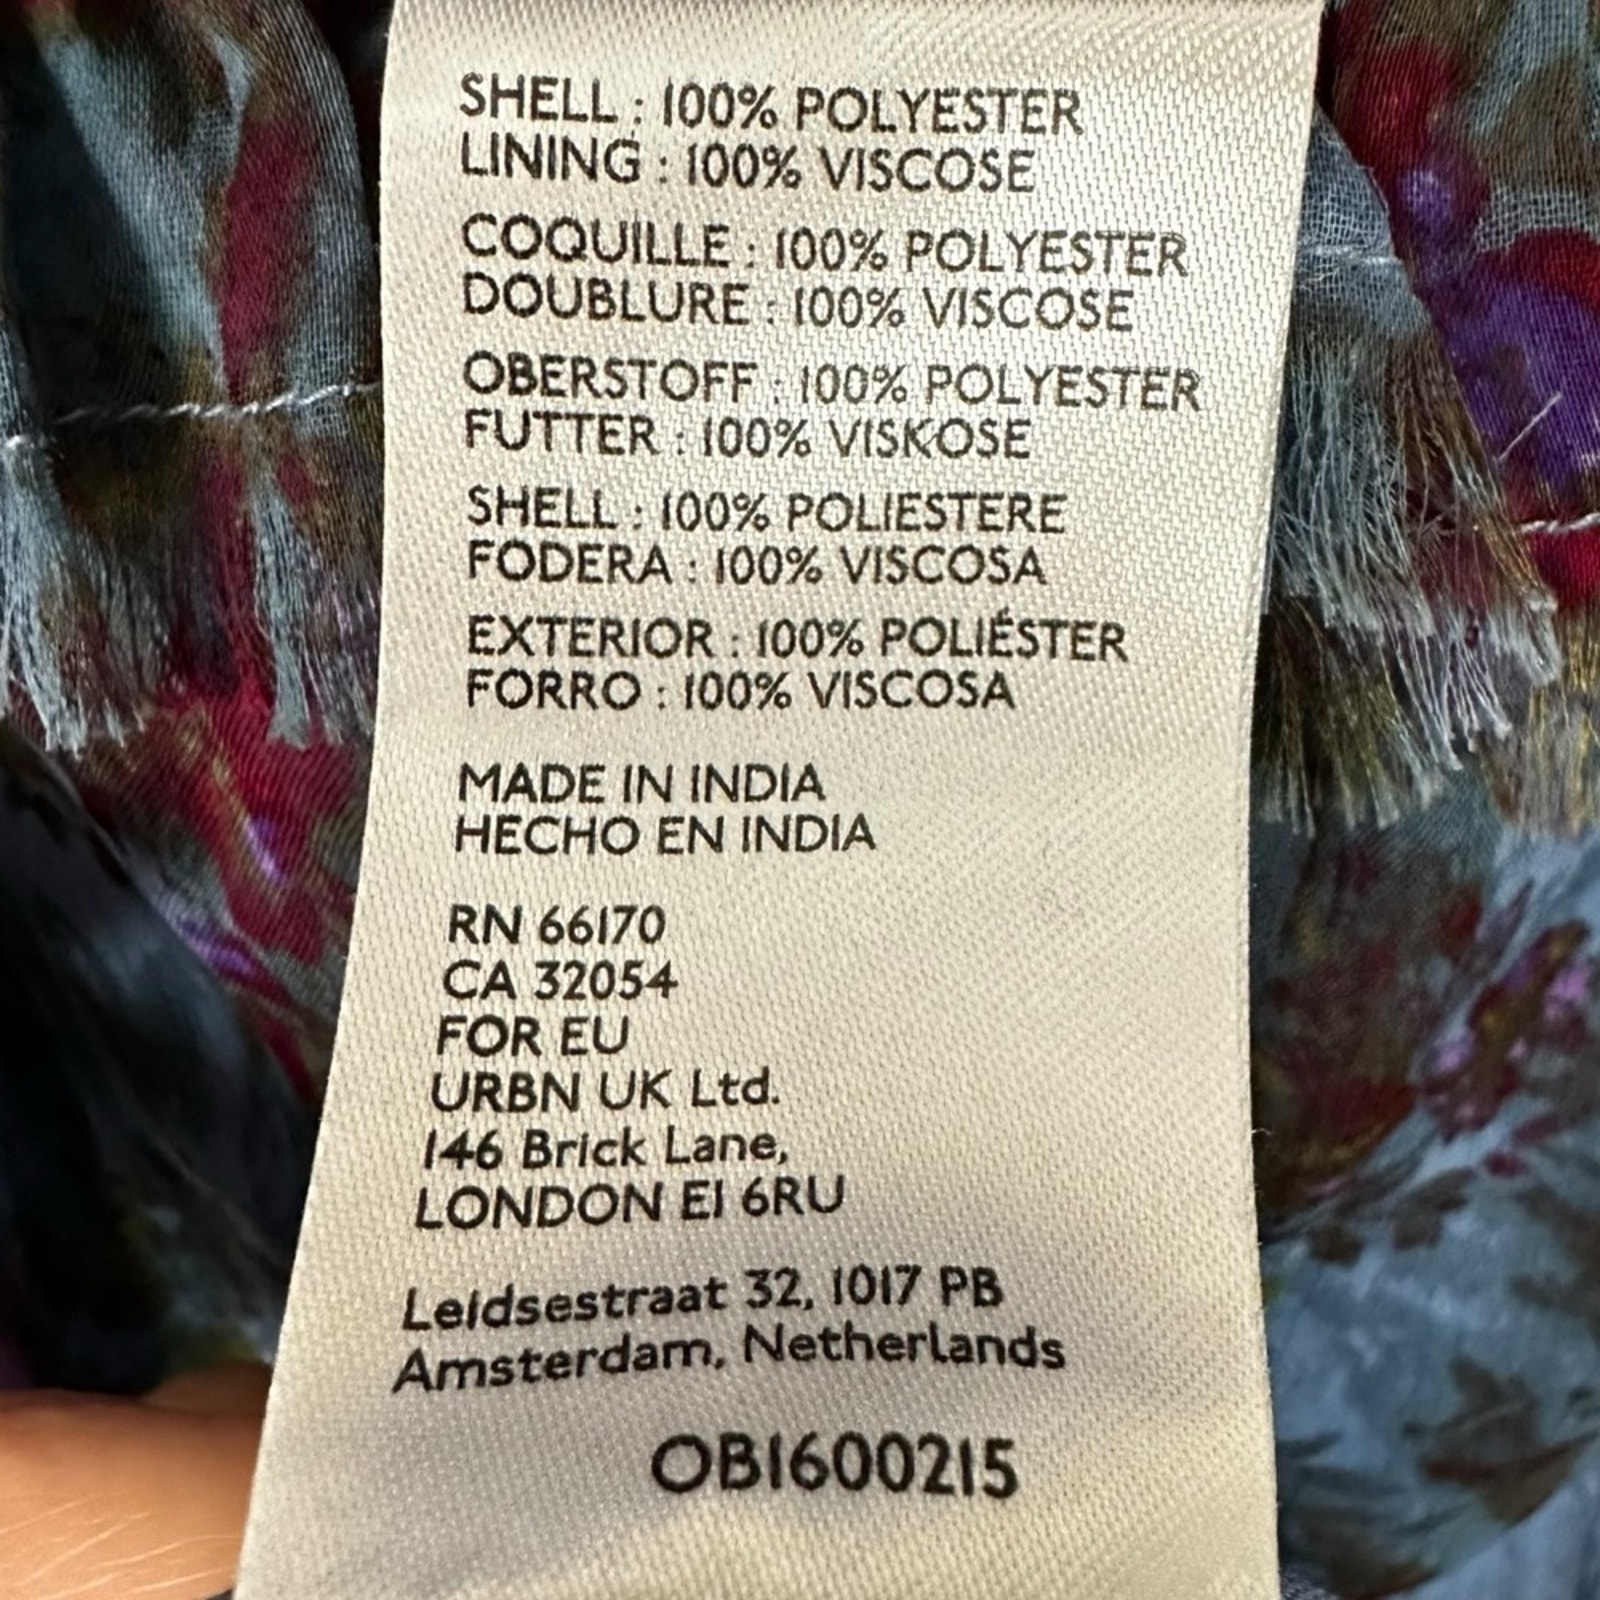 SHELL : 100% POLYESTER
LINING : 100% VISCOSE
COQUILLE : 100% POLYESTER
DOUBLURE : 100% VISCOSE
OBERSTOFF : 100% POLYESTER
FUTTER : 100% VISKOSE
SHELL : 100% POLIESTERE
FODERA : 100% VISCOSA
EXTERIOR : 100% POLIÉSTER
FORRO : 100% VISCOSA
MADE IN INDIA
HECHO EN INDIA
RN 66170
CA 32054
FOR EU
URBN UK Ltd.
146 Brick Lane,
LONDON E1 6RU
Leidsestraat 32, 1017 PB
Amsterdam, Netherlands
OB1600215